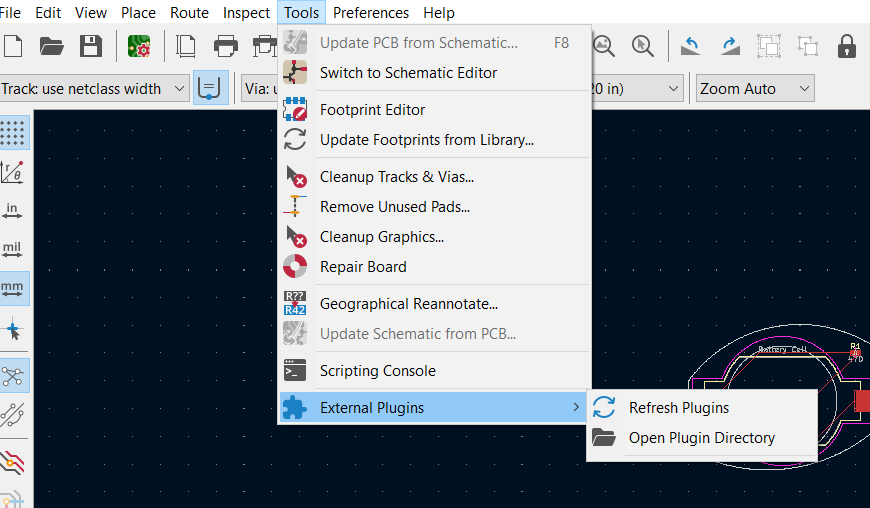 File Edit View Place Route Inspect Tools Preferences Help
Update PCB from Schematic... F8
Switch to Schematic Editor
Track: use netclass width
Via: u
20 in)
Zoom Auto
Footprint Editor
Update Footprints from Library...
Cleanup Tracks & Vias...
Remove Unused Pads...
Cleanup Graphics...
Repair Board
R??
R42
Geographical Reannotate...
Update Schematic from PCB...
Scripting Console
External Plugins
Refresh Plugins
Open Plugin Directory
r
θ
in
mil
mm
Battery Cell
R1
470